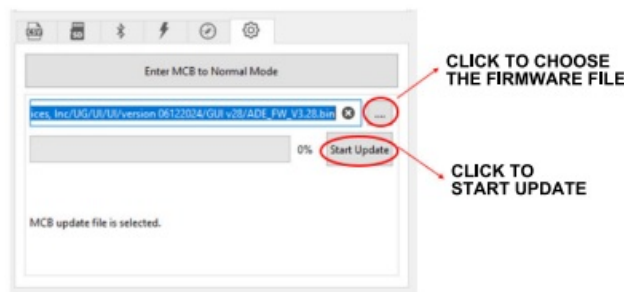 Enter MCB to Normal Mode
ices, Inc/UG/UI/UI/version 06122024/GUI v28/ADE_FW_V3.28.bin
...
0%
Start Update
MCB update file is selected.
CLICK TO CHOOSE
THE FIRMWARE FILE
CLICK TO
START UPDATE